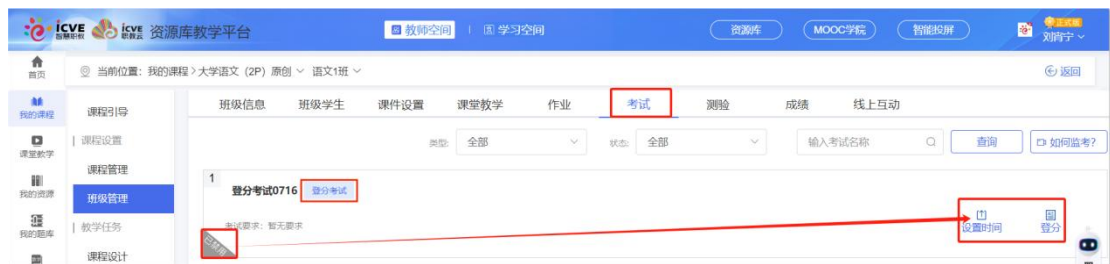 icve 智慧职教 icve 职教云 资源库教学平台 教师空间 学习空间 资源库 MOOC学院 智能投屏 正式版 刘尚宁
首页 当前位置：我的课程>大学语文（2P）原创 语文1班 返回
我的课程 课程引导 班级信息 班级学生 课件设置 课堂教学 作业 考试 测验 成绩 线上互动
课堂教学 课程设置 类型: 全部 状态: 全部 输入考试名称 查询 如何监考?
课程管理
我的资源 班级管理 1 登分考试0716 登分考试
我的题库 教学任务 考试要求：暂无要求 设置时间 登分
课程设计